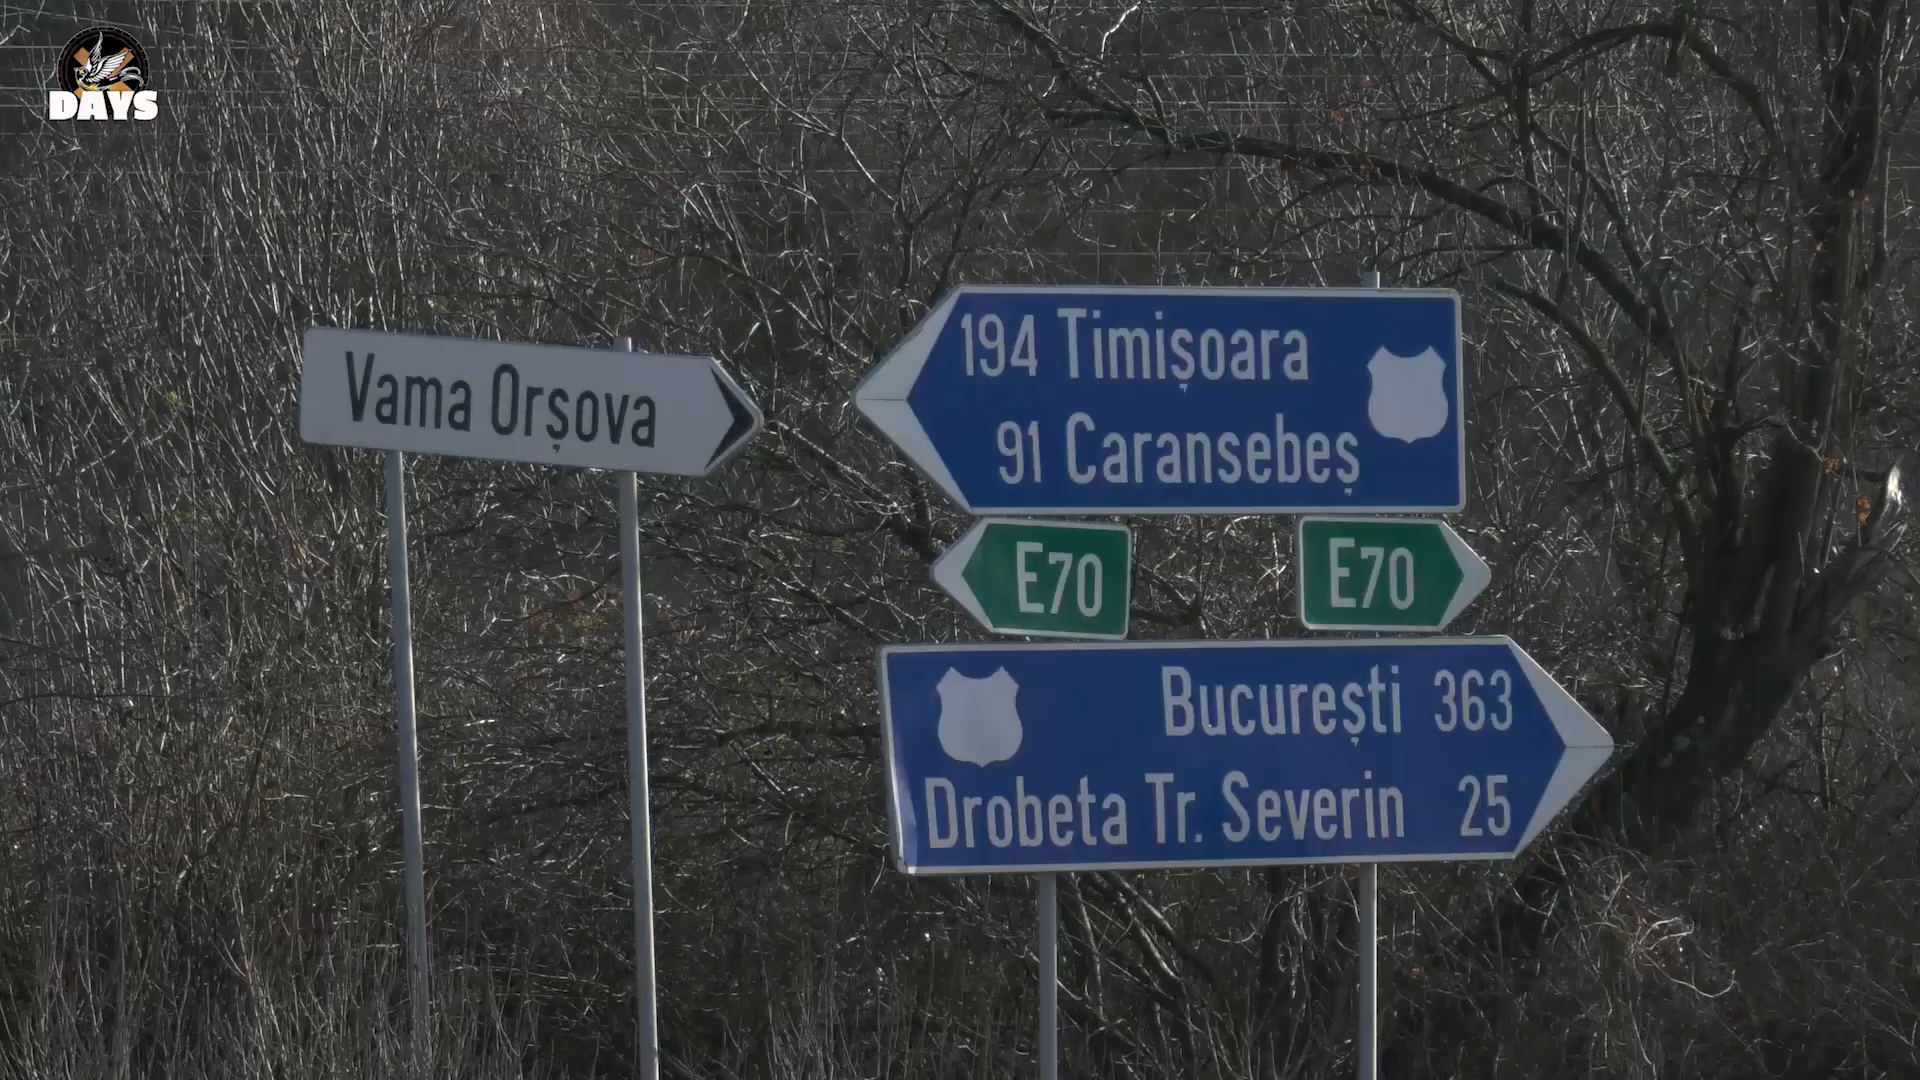 DAYS
Vama Orșova
194 Timișoara
91 Caransebeș
E70
E70
București 363
Drobeta Tr. Severin 25